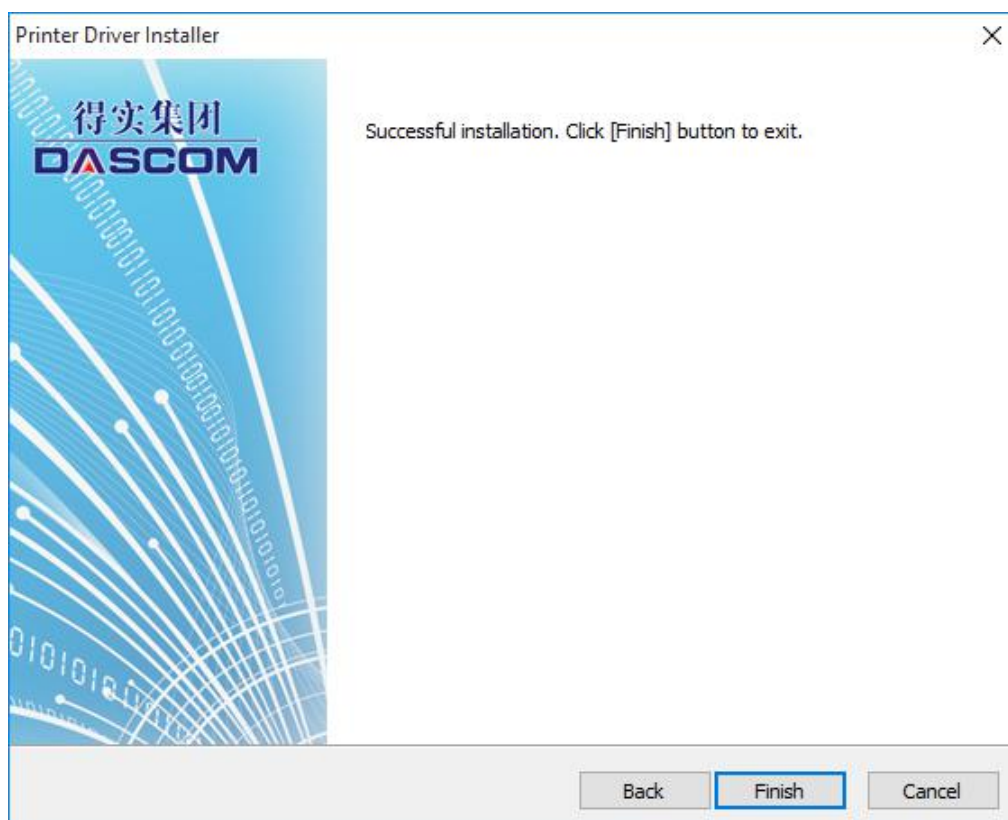 Printer Driver Installer
得实集团
DASCOM
Successful installation. Click [Finish] button to exit.
Back
Finish
Cancel